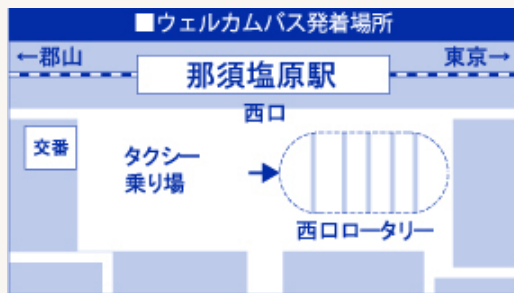 ■ウェルカムバス発着場所
←郡山
東京→
那須塩原駅
西口
交番
タクシー
乗り場
西口ロータリー